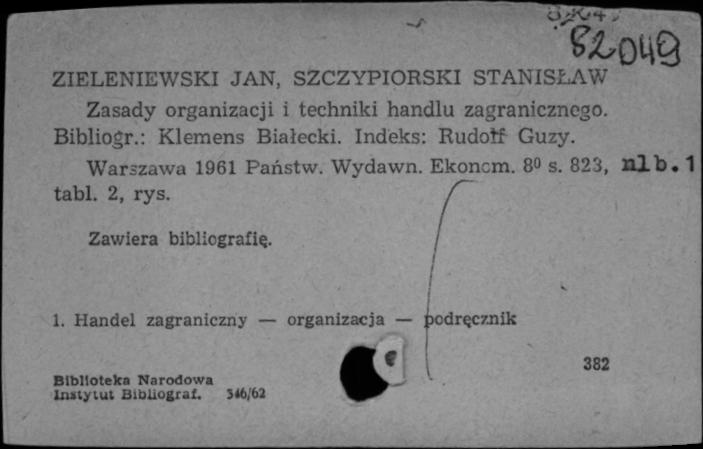 82049
ZIELENIEWSKI JAN, SZCZYPIORSKI STANISŁAW
Zasady organizacji i techniki handlu zagranicznego.
Bibliogr.: Klemens Białecki. Indeks: Rudolf Guzy.
Warszawa 1961 Państw. Wydawn. Ekonom. 8⁰ s. 823, nlb. 1
tabl. 2, rys.
Zawiera bibliografię.
1. Handel zagraniczny — organizacja — podręcznik
382
Biblioteka Narodowa
Instytut Bibliograf. 346/62